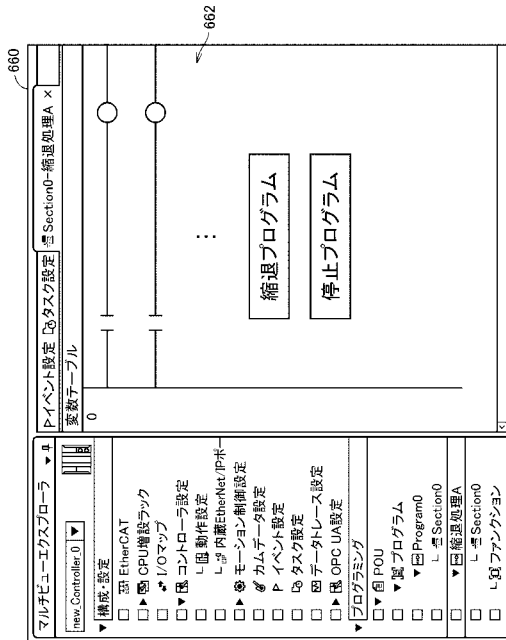 660
マルチビューエクスプローラ
new_Controller_0
構成・設定
EtherCAT
CPU増設ラック
I/Oマップ
コントローラ設定
動作設定
内蔵EtherNet/IPポー
モーション制御設定
カムデータ設定
イベント設定
タスク設定
データトレース設定
OPC UA設定
プログラミング
POU
プログラム
Program0
Section0
縮退処理A
Section0
ファンクション
イベント設定 タスク設定 Section0-縮退処理A ×
変数テーブル
0
⋮
縮退プログラム
停止プログラム
662